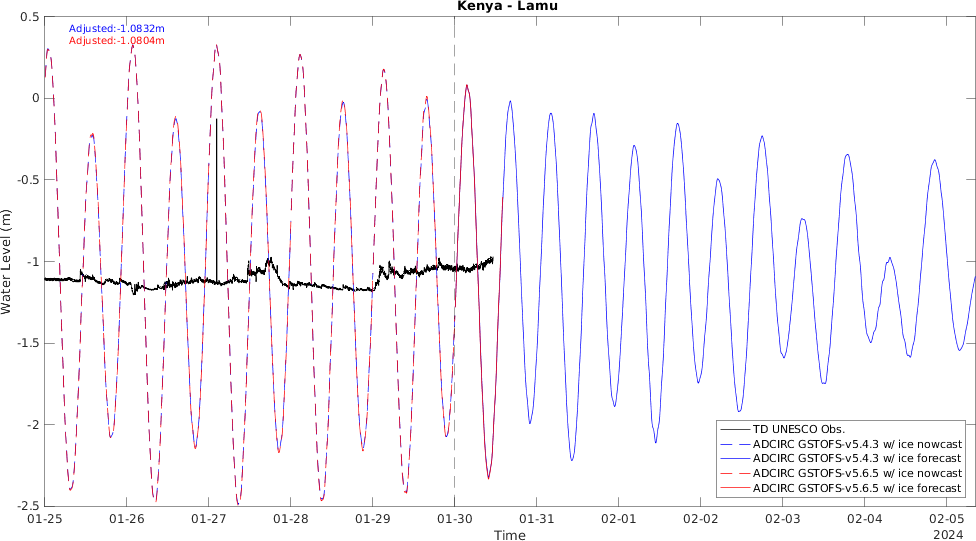 Kenya - Lamu
Adjusted:-1.0832m
Adjusted:-1.0804m
0.5
0
-0.5
-1
-1.5
-2
-2.5
Water Level (m)
TD UNESCO Obs.
ADCIRC GSTOFS-v5.4.3 w/ ice nowcast
ADCIRC GSTOFS-v5.4.3 w/ ice forecast
ADCIRC GSTOFS-v5.6.5 w/ ice nowcast
ADCIRC GSTOFS-v5.6.5 w/ ice forecast
01-25 01-26 01-27 01-28 01-29 01-30 01-31 02-01 02-02 02-03 02-04 02-05
Time
2024